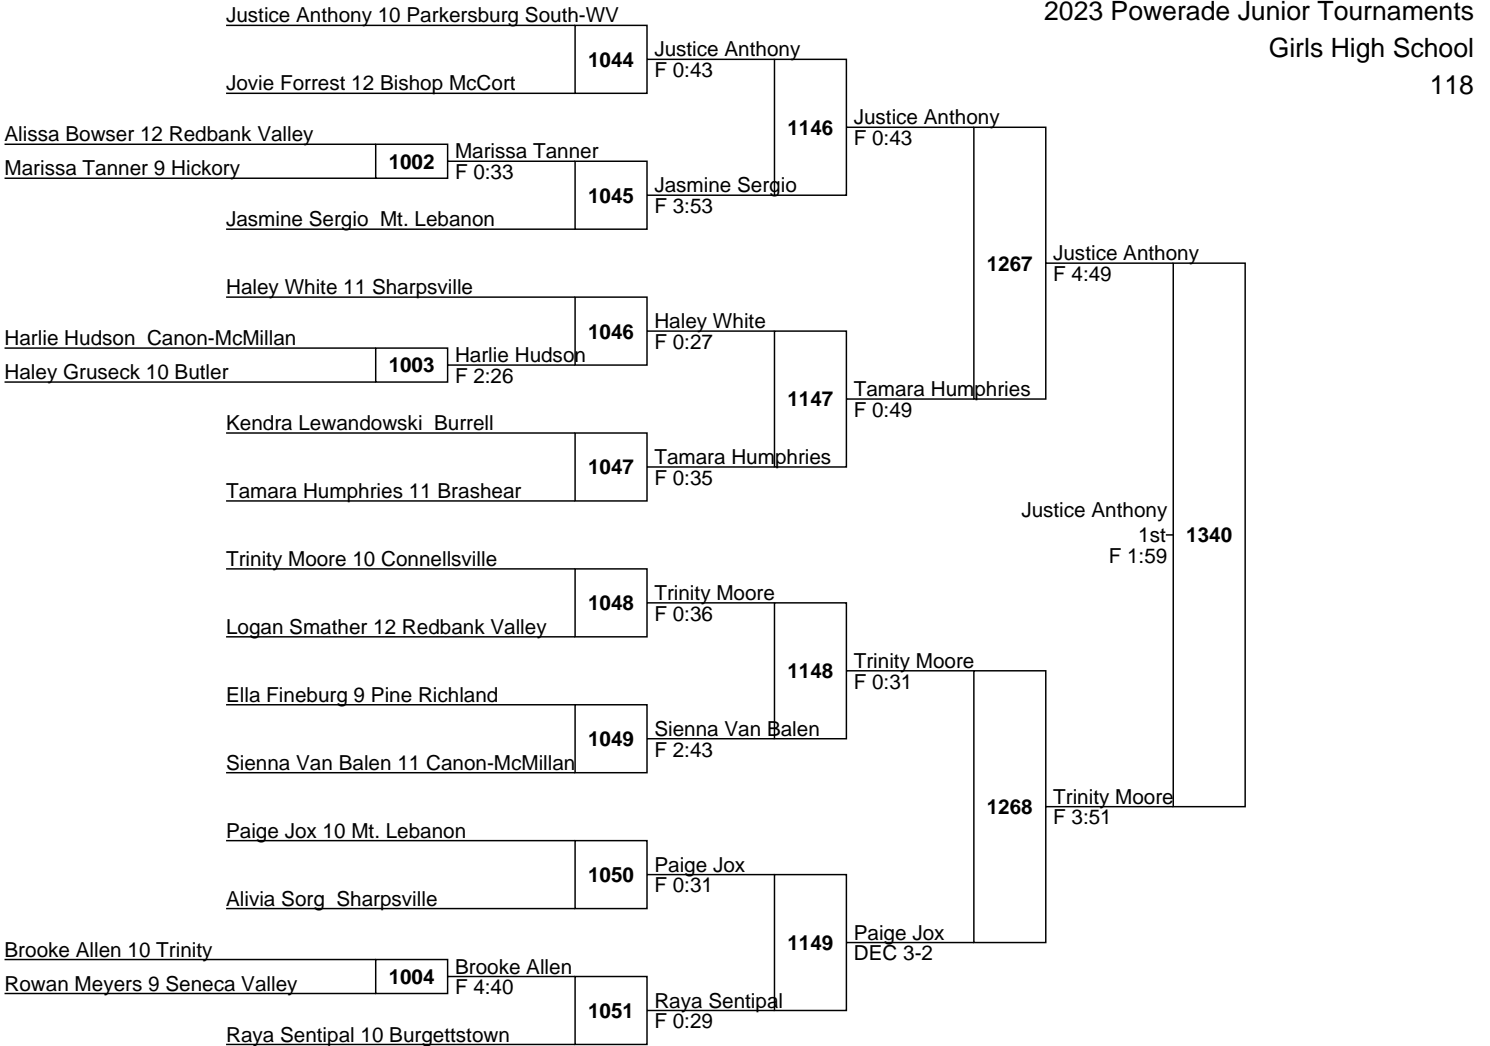 2023 Powerade Junior Tournaments
Girls High School
118
Justice Anthony 10 Parkersburg South-WV
1044
Justice Anthony
F 0:43
Jovie Forrest 12 Bishop McCort
1146
Justice Anthony
F 0:43
Alissa Bowser 12 Redbank Valley
1002
Marissa Tanner
F 0:33
Marissa Tanner 9 Hickory
1045
Jasmine Sergio
F 3:53
Jasmine Sergio  Mt. Lebanon
1267
Justice Anthony
F 4:49
Haley White 11 Sharpsville
1046
Haley White
F 0:27
Harlie Hudson  Canon-McMillan
1003
Harlie Hudson
F 2:26
Haley Gruseck 10 Butler
1147
Tamara Humphries
F 0:49
Kendra Lewandowski  Burrell
1047
Tamara Humphries
F 0:35
Tamara Humphries 11 Brashear
Justice Anthony
1st
1340
F 1:59
Trinity Moore 10 Connellsville
1048
Trinity Moore
F 0:36
Logan Smather 12 Redbank Valley
1148
Trinity Moore
F 0:31
Ella Fineburg 9 Pine Richland
1049
Sienna Van Balen
F 2:43
Sienna Van Balen 11 Canon-McMillan
1268
Trinity Moore
F 3:51
Paige Jox 10 Mt. Lebanon
1050
Paige Jox
F 0:31
Alivia Sorg  Sharpsville
1149
Paige Jox
DEC 3-2
Brooke Allen 10 Trinity
1004
Brooke Allen
F 4:40
Rowan Meyers 9 Seneca Valley
1051
Raya Sentipal
F 0:29
Raya Sentipal 10 Burgettstown